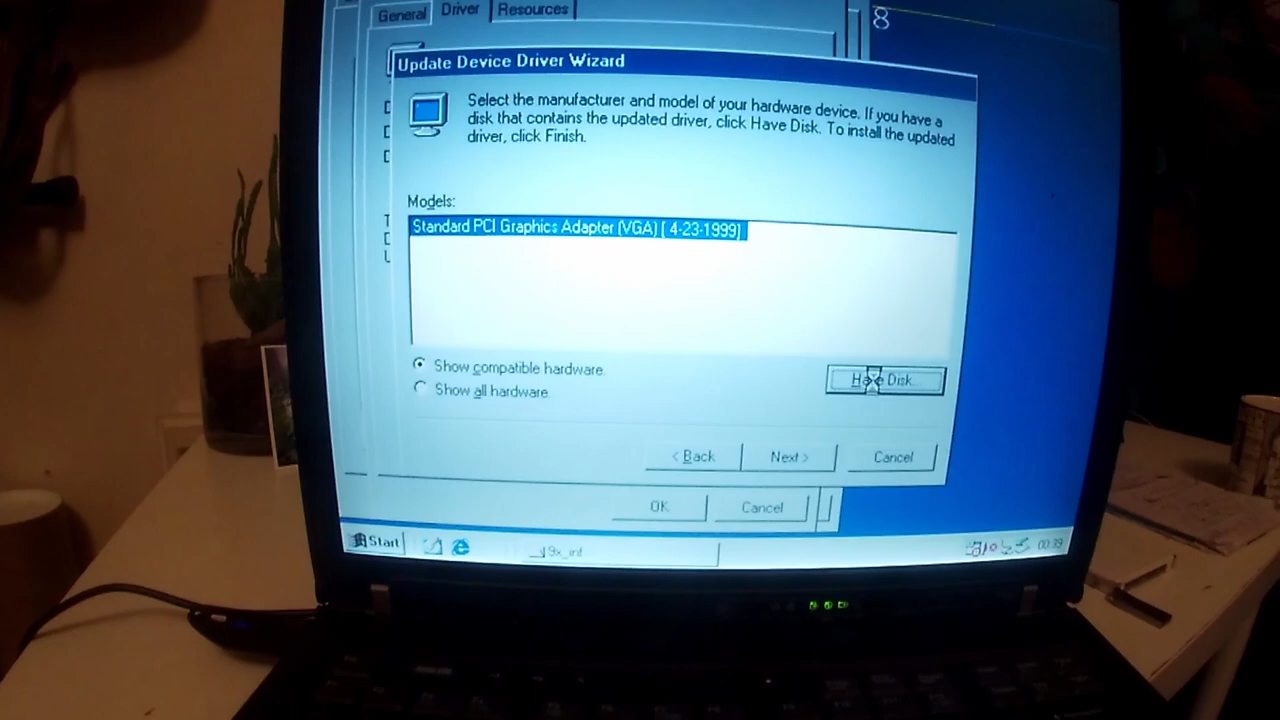 General Driver Resources
8
Update Device Driver Wizard
Select the manufacturer and model of your hardware device. If you have a
disk that contains the updated driver, click Have Disk. To install the updated
driver, click Finish.
Models:
Standard PCI Graphics Adapter (VGA) [ 4-23-1999]
Show compatible hardware.
Show all hardware.
Have Disk...
< Back Next > Cancel
OK Cancel
Start
00:39